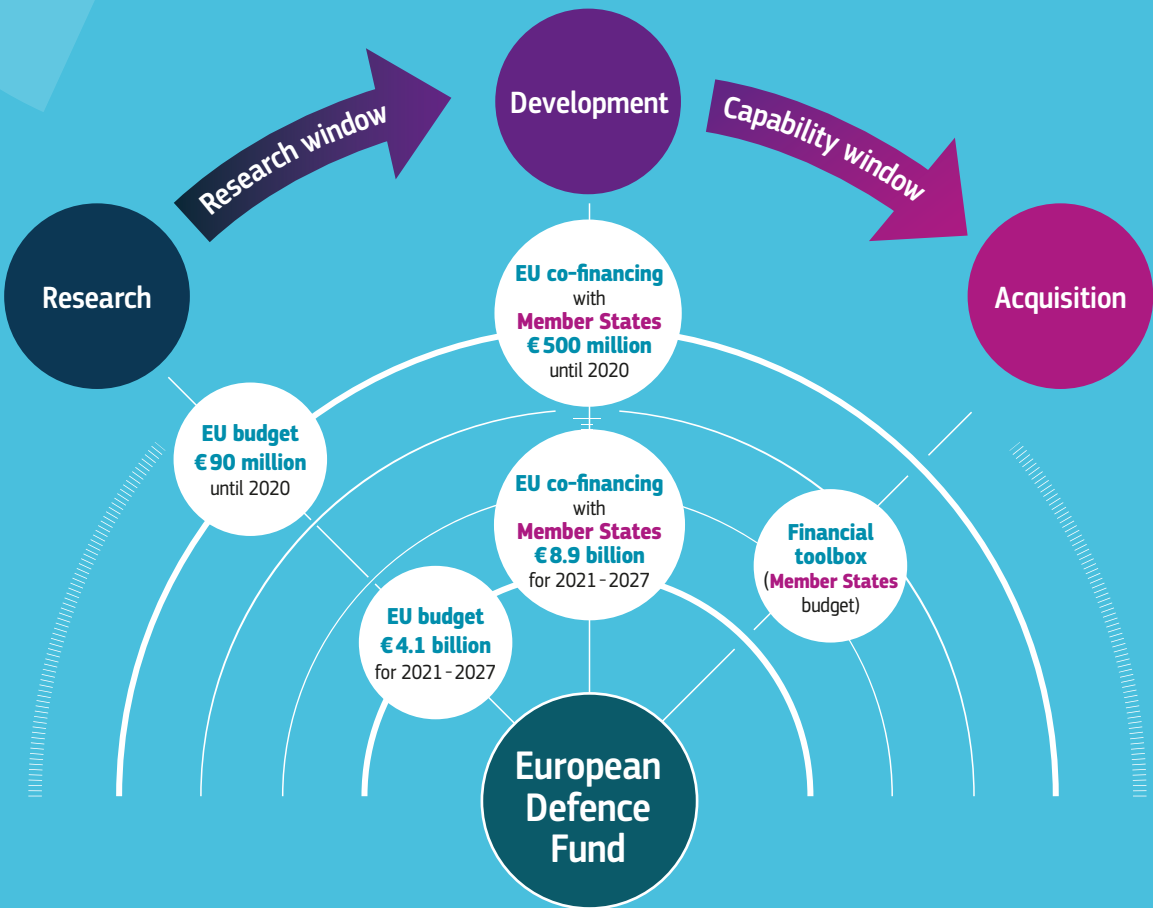 Development
Research window
Capability window
Research
Acquisition
EU co-financing
with
Member States
€500 million
until 2020
EU budget
€90 million
until 2020
EU co-financing
with
Member States
€8.9 billion
for 2021-2027
Financial
toolbox
(Member States
budget)
EU budget
€4.1 billion
for 2021-2027
European
Defence
Fund